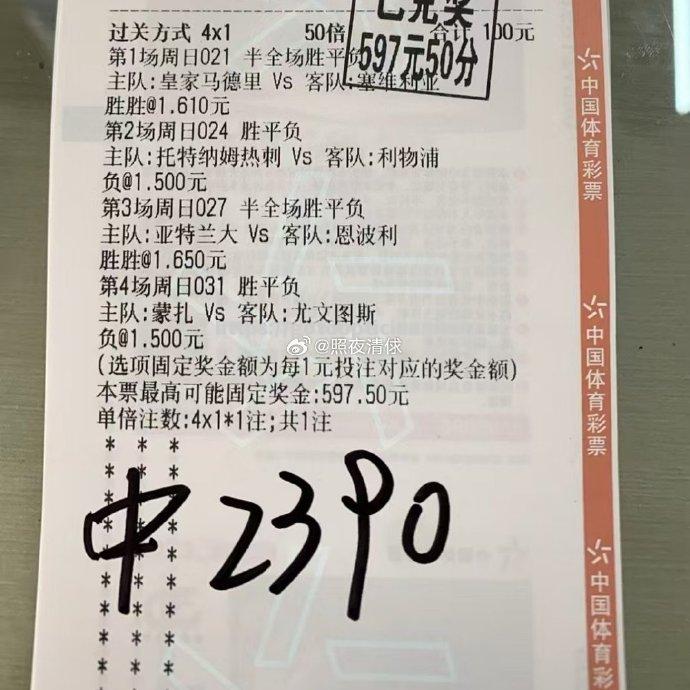 过关方式 4x1 50倍 合计 100元
已兑奖
597元50分
第1场周日021 半全场胜平负
主队:皇家马德里 Vs 客队:塞维利亚
胜胜@1.610元
第2场周日024 胜平负
主队:托特纳姆热刺 Vs 客队:利物浦
负@1.500元
第3场周日027 半全场胜平负
主队:亚特兰大 Vs 客队:恩波利
胜胜@1.650元
第4场周日031 胜平负
主队:蒙扎 Vs 客队:尤文图斯
负@1.500元
(选项固定奖金额为每1元投注对应的奖金额)
本票最高可能固定奖金:597.50元
单倍注数:4x1*1注;共1注
@照夜清俅
中2390
中国体育彩票
中国体育彩票
中国体育彩票